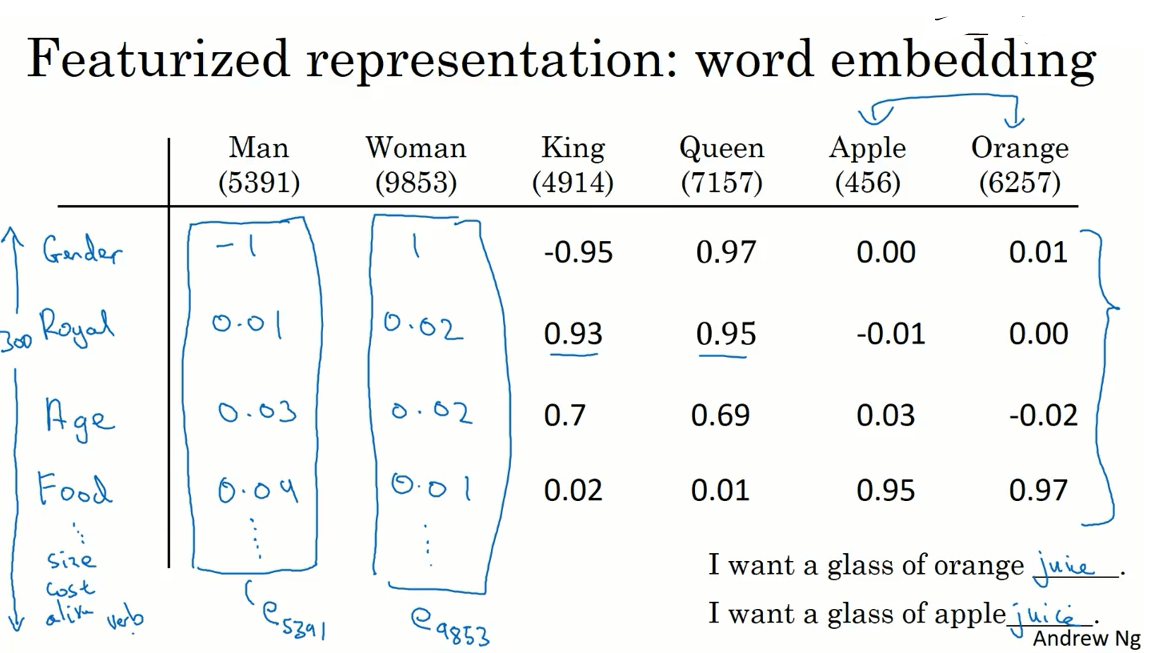 Featurized representation: word embedding
Man Woman King Queen Apple Orange
(5391) (9853) (4914) (7157) (456) (6257)
Gender -1 1 -0.95 0.97 0.00 0.01
300 Royal 0.01 0.02 0.93 0.95 -0.01 0.00
Age 0.03 0.02 0.7 0.69 0.03 -0.02
Food 0.04 0.01 0.02 0.01 0.95 0.97
size
cost
alive verb
e5391 e9853
I want a glass of orange juice.
I want a glass of apple juice.
Andrew Ng